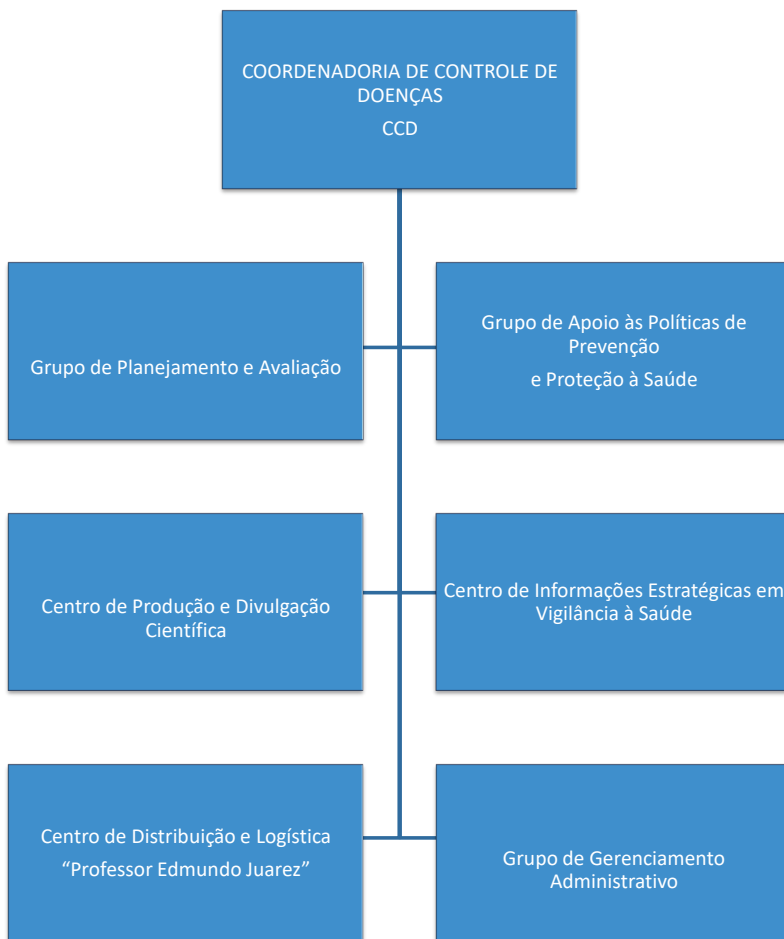 COORDENADORIA DE CONTROLE DE
DOENÇAS
CCD
Grupo de Planejamento e Avaliação
Grupo de Apoio às Políticas de
Prevenção
e Proteção à Saúde
Centro de Produção e Divulgação
Científica
Centro de Informações Estratégicas em
Vigilância à Saúde
Centro de Distribuição e Logística
“Professor Edmundo Juarez”
Grupo de Gerenciamento
Administrativo